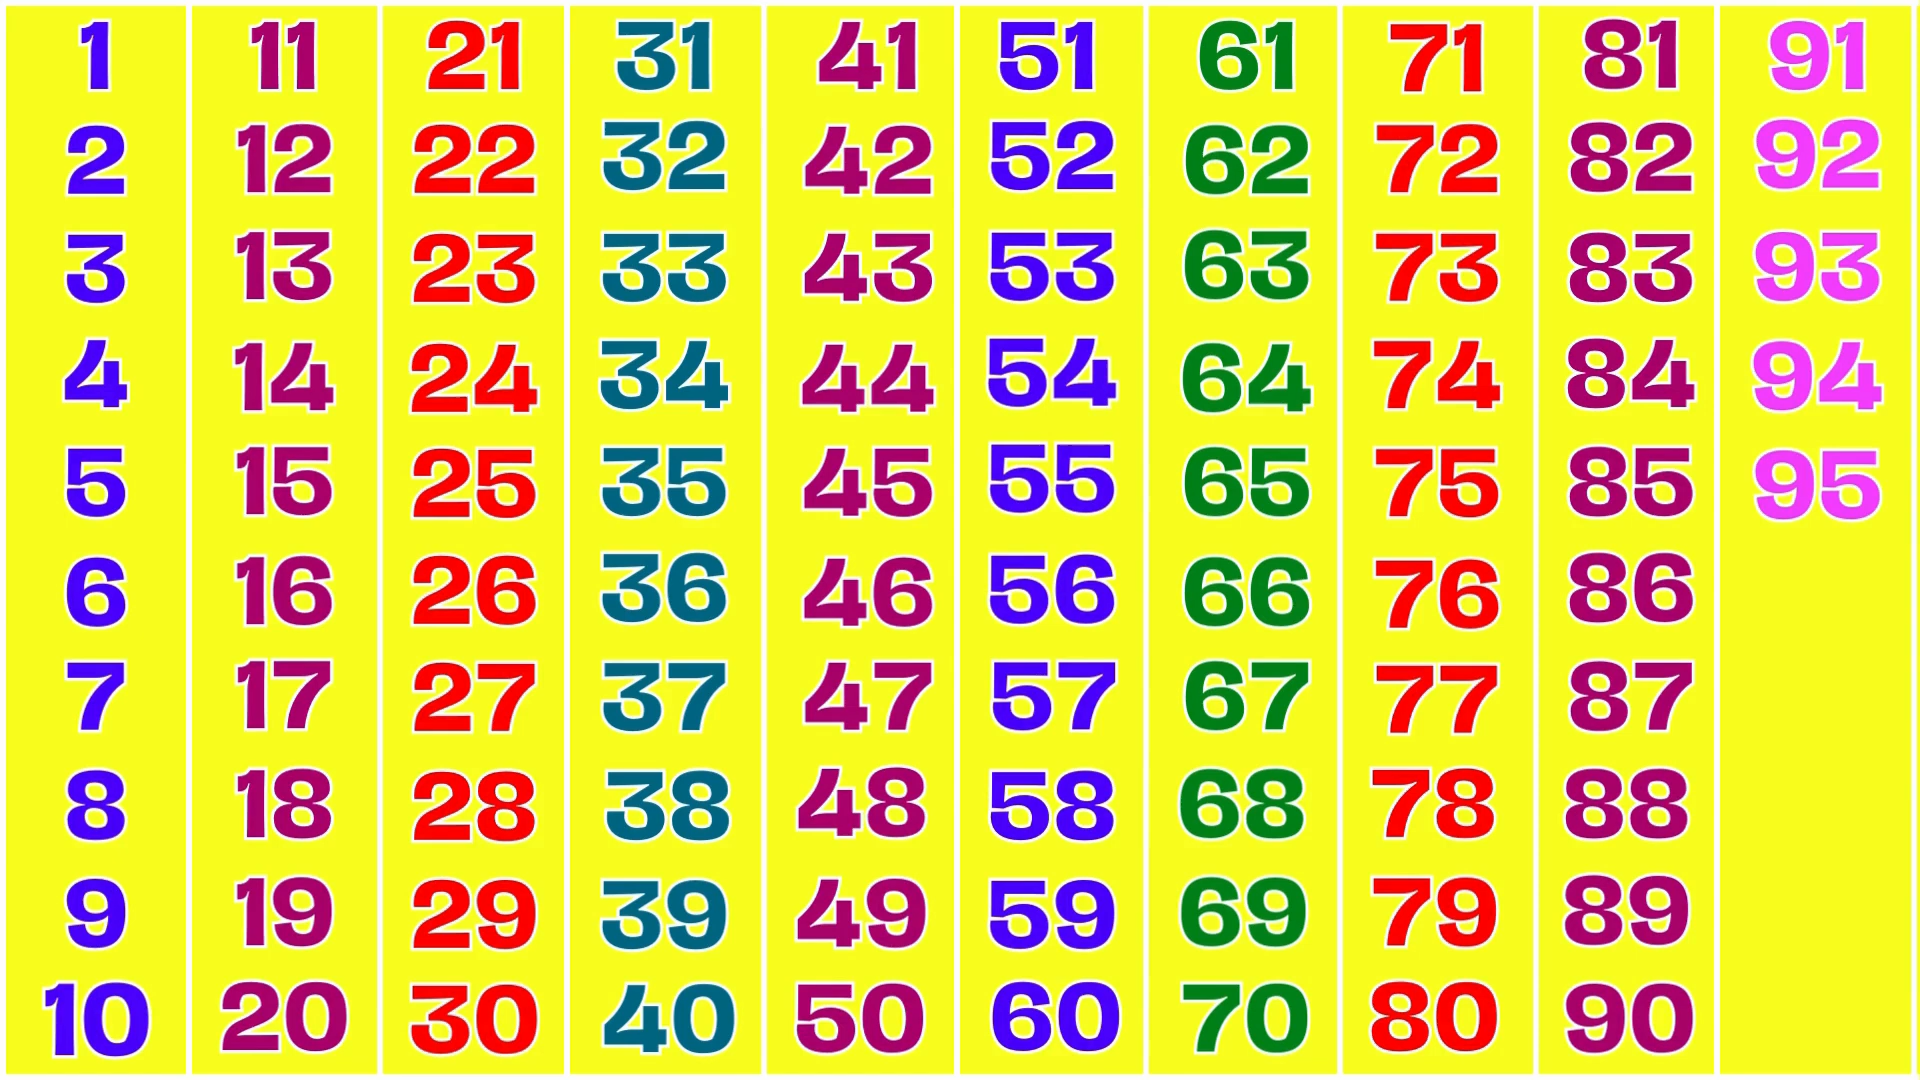 1 11 21 31 41 51 61 71 81 91
2 12 22 32 42 52 62 72 82 92
3 13 23 33 43 53 63 73 83 93
4 14 24 34 44 54 64 74 84 94
5 15 25 35 45 55 65 75 85 95
6 16 26 36 46 56 66 76 86
7 17 27 37 47 57 67 77 87
8 18 28 38 48 58 68 78 88
9 19 29 39 49 59 69 79 89
10 20 30 40 50 60 70 80 90